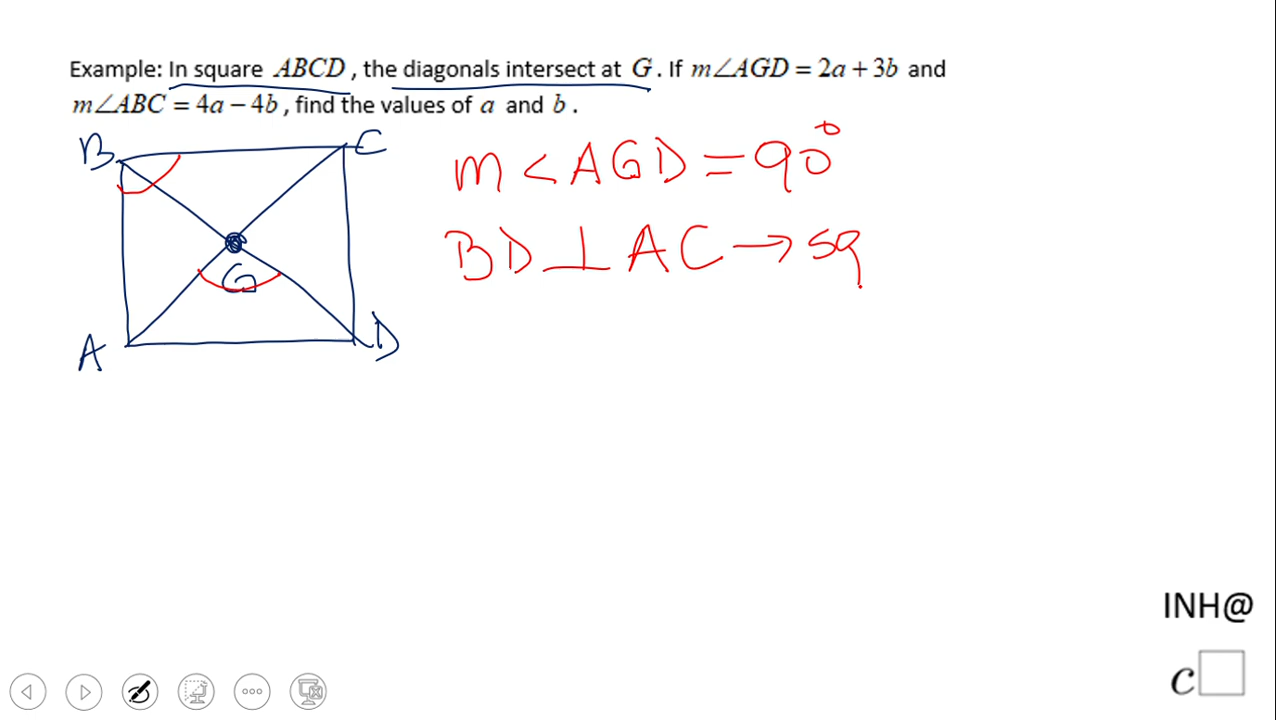 Example: In square ABCD, the diagonals intersect at G. If m∠AGD = 2a + 3b and
m∠ABC = 4a − 4b, find the values of a and b.
B
C
G
A
D
m < AGD = 90°
BD ⊥ AC → sq
INH@
c□